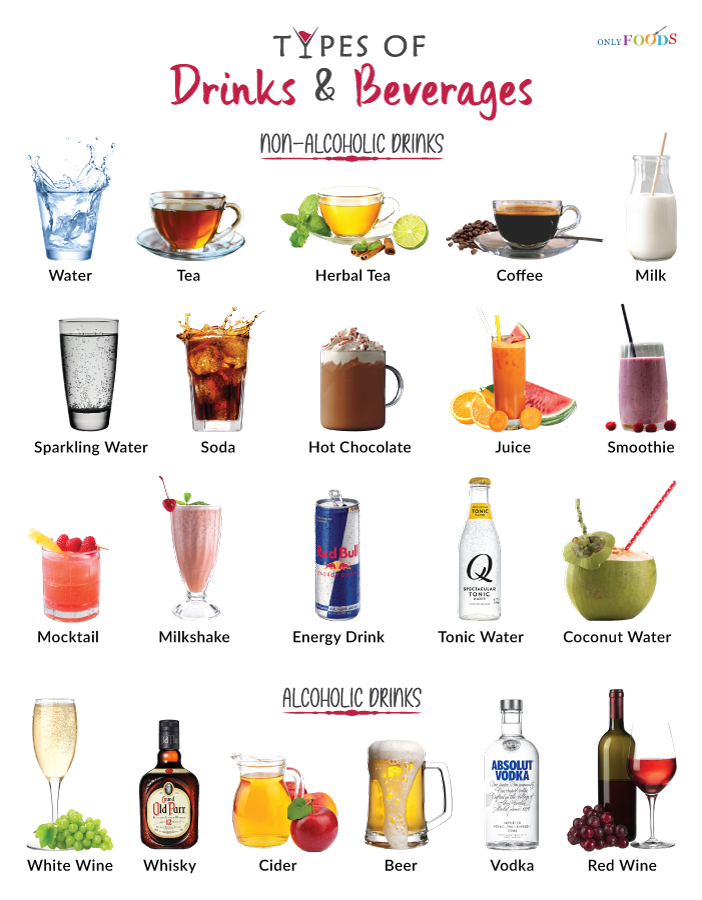 TYPES OF
Drinks & Beverages
ONLYFOODS
NON-ALCOHOLIC DRINKS
Water
Tea
Herbal Tea
Coffee
Milk
Sparkling Water
Soda
Hot Chocolate
Juice
Smoothie
Red Bull
ENERGY DRINK
TONIC
Q
SPECTACULAR
TONIC
WATER
Mocktail
Milkshake
Energy Drink
Tonic Water
Coconut Water
ALCOHOLIC DRINKS
Grand
Old Parr
12
ABSOLUT
VODKA
White Wine
Whisky
Cider
Beer
Vodka
Red Wine